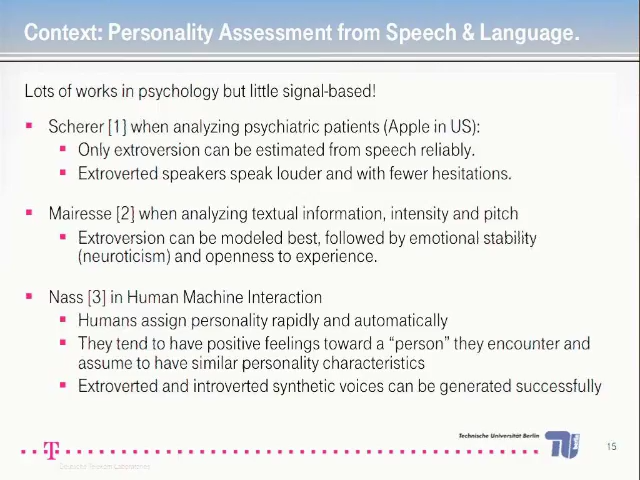 Context: Personality Assessment from Speech & Language.
Lots of works in psychology but little signal-based!
Scherer [1] when analyzing psychiatric patients (Apple in US):
Only extroversion can be estimated from speech reliably.
Extroverted speakers speak louder and with fewer hesitations.
Mairesse [2] when analyzing textual information, intensity and pitch
Extroversion can be modeled best, followed by emotional stability
(neuroticism) and openness to experience.
Nass [3] in Human Machine Interaction
Humans assign personality rapidly and automatically
They tend to have positive feelings toward a “person” they encounter and
assume to have similar personality characteristics
Extroverted and introverted synthetic voices can be generated successfully
Technische Universität Berlin
T
TU
berlin
15
Deutsche Telekom Laboratories